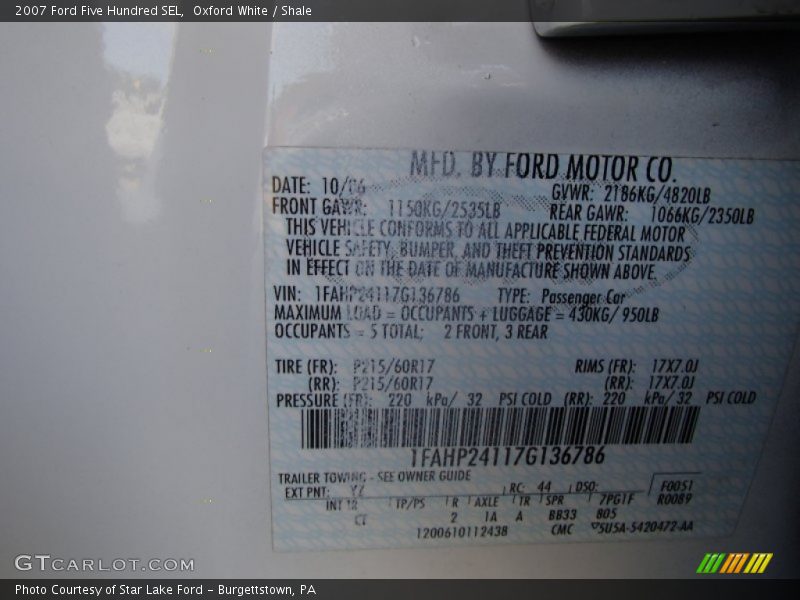 2007 Ford Five Hundred SEL,  Oxford White / Shale
MFD. BY FORD MOTOR CO.
DATE: 10/06 GVWR: 2186KG/4820LB
FRONT GAWR: 1150KG/2535LB REAR GAWR: 1066KG/2350LB
THIS VEHICLE CONFORMS TO ALL APPLICABLE FEDERAL MOTOR
VEHICLE SAFETY, BUMPER, AND THEFT PREVENTION STANDARDS
IN EFFECT ON THE DATE OF MANUFACTURE SHOWN ABOVE.
VIN: 1FAHP24117G136786 TYPE: Passenger Car
MAXIMUM LOAD = OCCUPANTS + LUGGAGE = 430KG/ 950LB
OCCUPANTS = 5 TOTAL; 2 FRONT, 3 REAR
TIRE (FR): P215/60R17 RIMS (FR): 17X7.0J
(RR): P215/60R17 (RR): 17X7.0J
PRESSURE (FR): 220 kPa/ 32 PSI COLD (RR): 220 kPa/ 32 PSI COLD
1FAHP24117G136786
TRAILER TOWING - SEE OWNER GUIDE
EXT PNT: YZ RC: 44 DSO: F0051
INT TR TP/PS R AXLE TR SPR 7PG1F R0089
CT 2 1A A BB33 805
1200610112438 CMC 5U5A-5420472-AA
GTCARLOT.COM
Photo Courtesy of Star Lake Ford - Burgettstown, PA